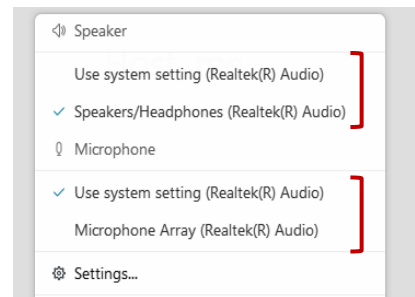 Speaker
Use system setting (Realtek(R) Audio)
Speakers/Headphones (Realtek(R) Audio)
Microphone
Use system setting (Realtek(R) Audio)
Microphone Array (Realtek(R) Audio)
Settings...